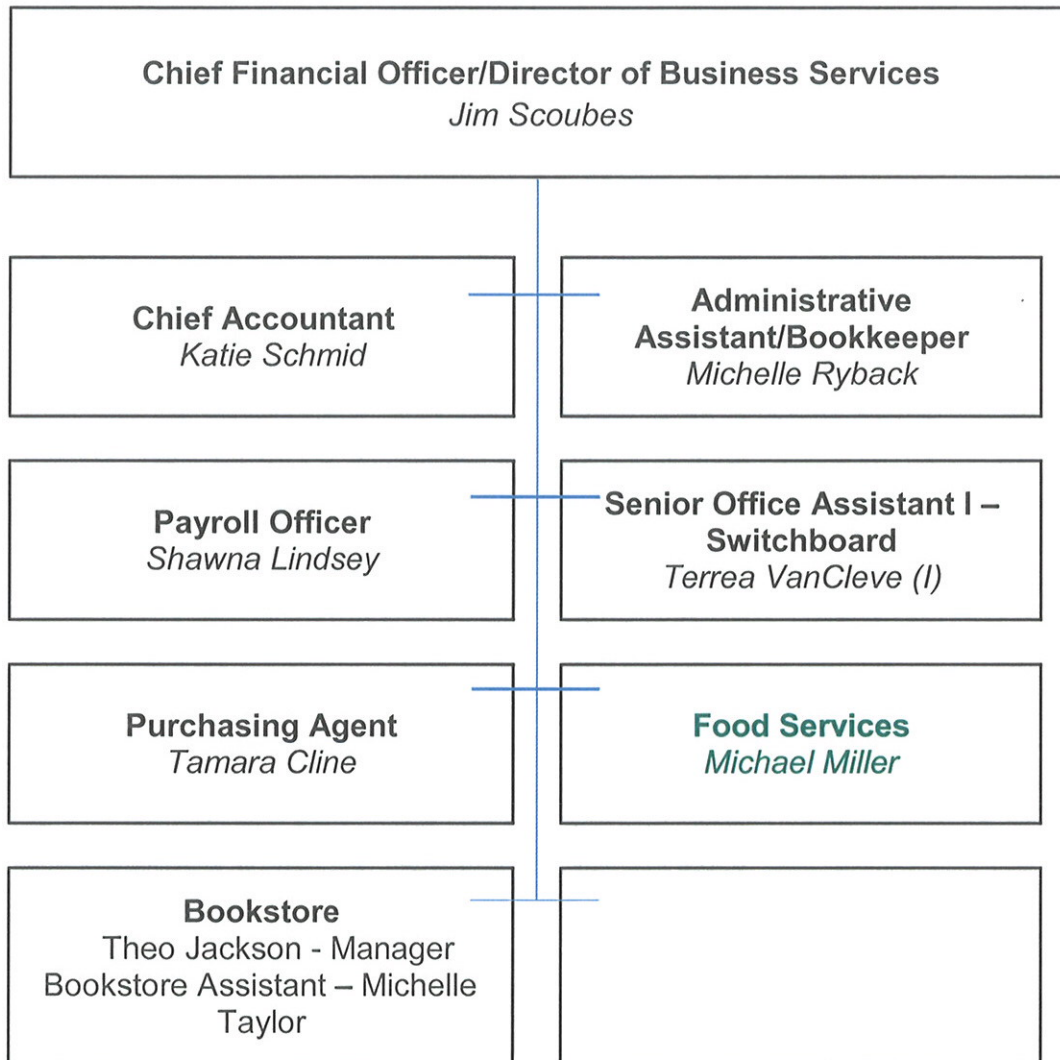 Chief Financial Officer/Director of Business Services
Jim Scoubes
Chief Accountant
Katie Schmid
Administrative
Assistant/Bookkeeper
Michelle Ryback
Payroll Officer
Shawna Lindsey
Senior Office Assistant I –
Switchboard
Terrea VanCleve (I)
Purchasing Agent
Tamara Cline
Food Services
Michael Miller
Bookstore
Theo Jackson - Manager
Bookstore Assistant – Michelle
Taylor